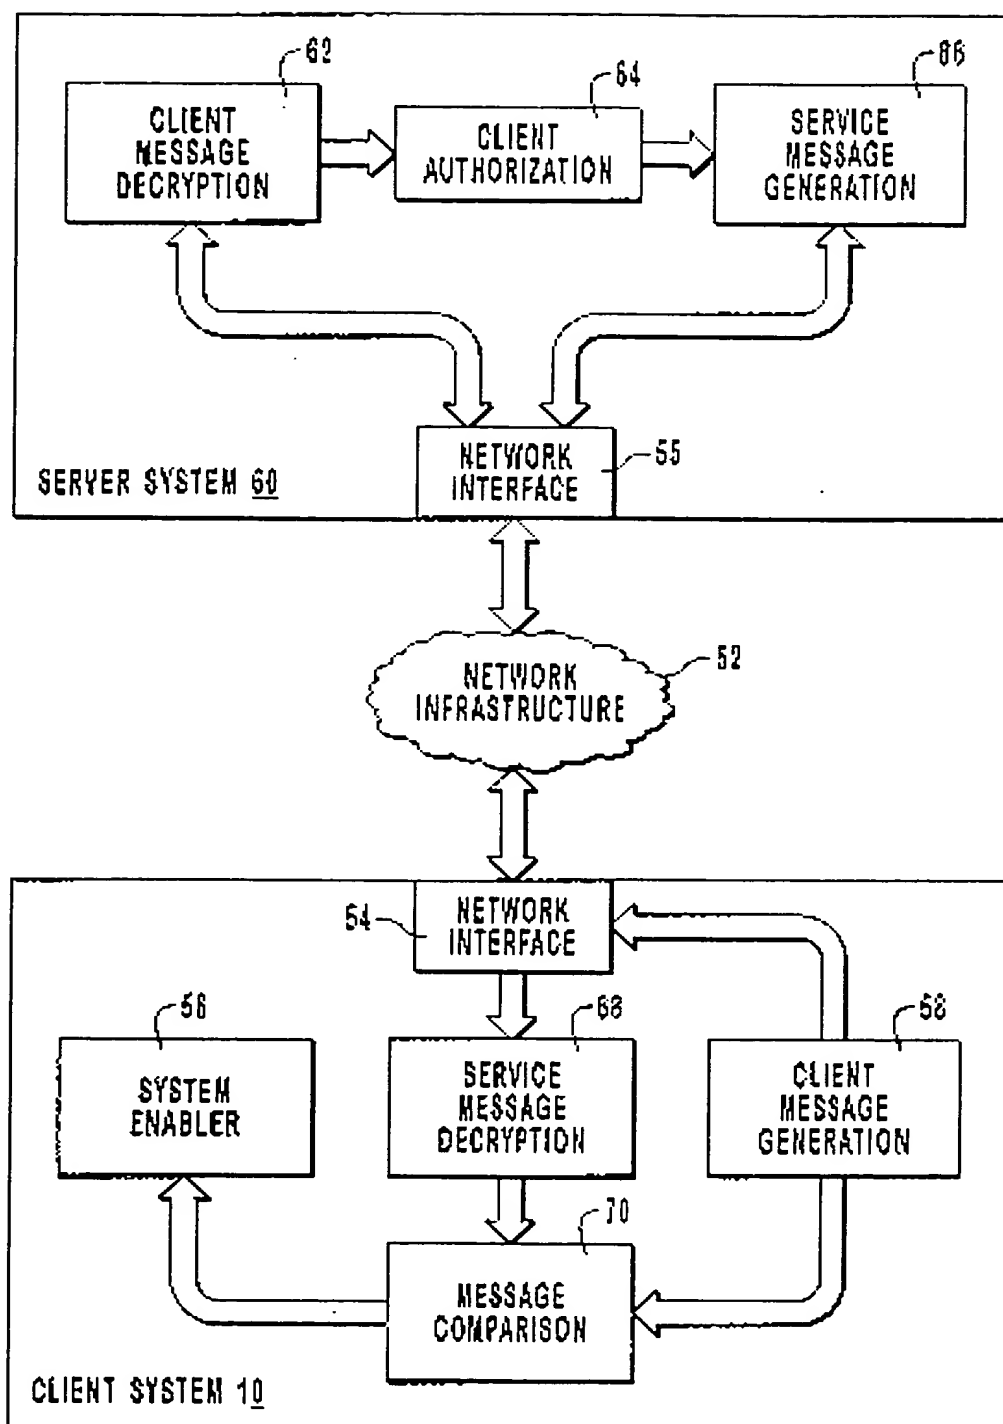 62
CLIENT
MESSAGE
DECRYPTION
64
CLIENT
AUTHORIZATION
66
SERVICE
MESSAGE
GENERATION
NETWORK
INTERFACE
55
SERVER SYSTEM 60
NETWORK
INFRASTRUCTURE
52
54
NETWORK
INTERFACE
56
SYSTEM
ENABLER
68
SERVICE
MESSAGE
DECRYPTION
58
CLIENT
MESSAGE
GENERATION
70
MESSAGE
COMPARISON
CLIENT SYSTEM 10